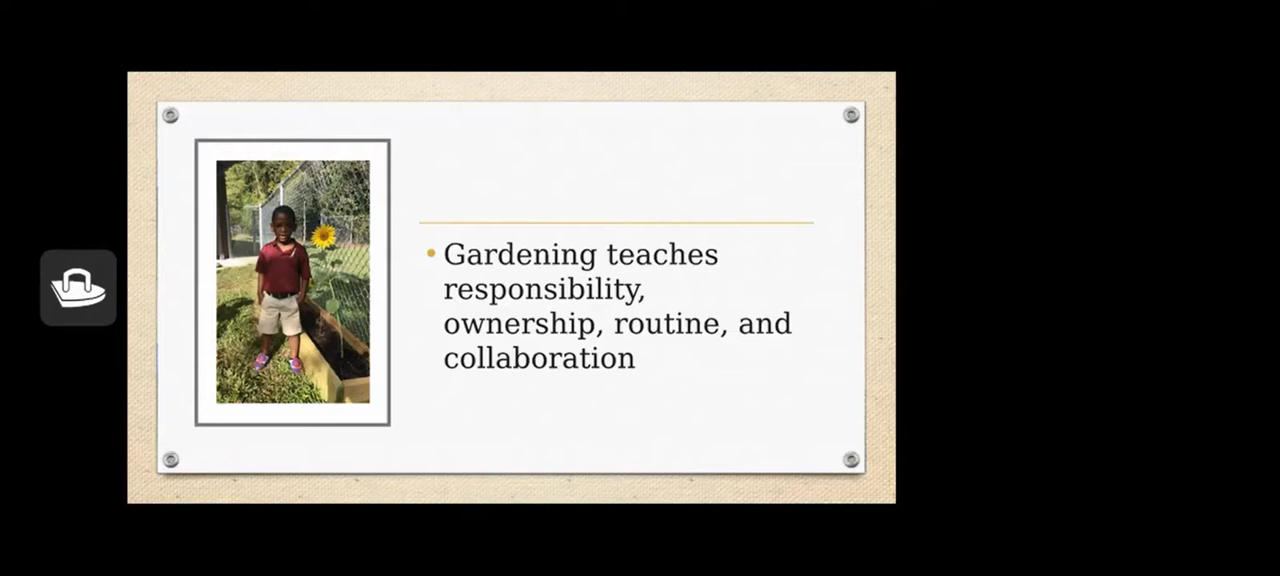 Gardening teaches
responsibility,
ownership, routine, and
collaboration